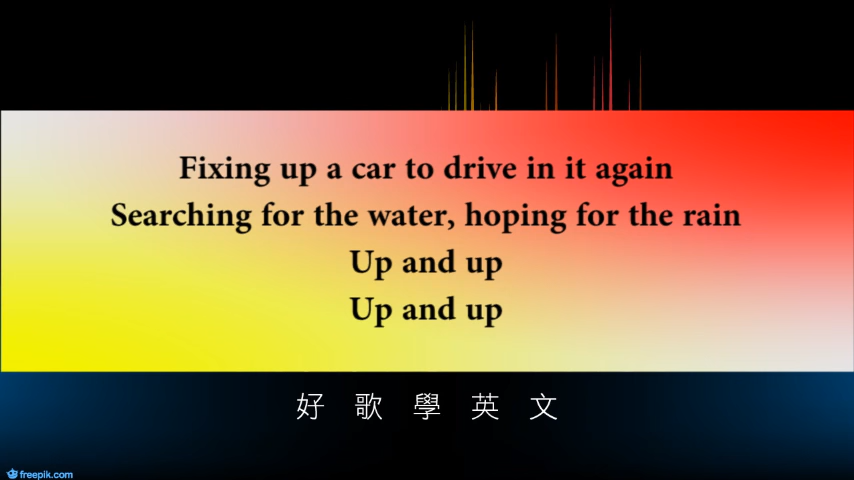 Fixing up a car to drive in it again
Searching for the water, hoping for the rain
Up and up
Up and up
好歌學英文
freepik.com